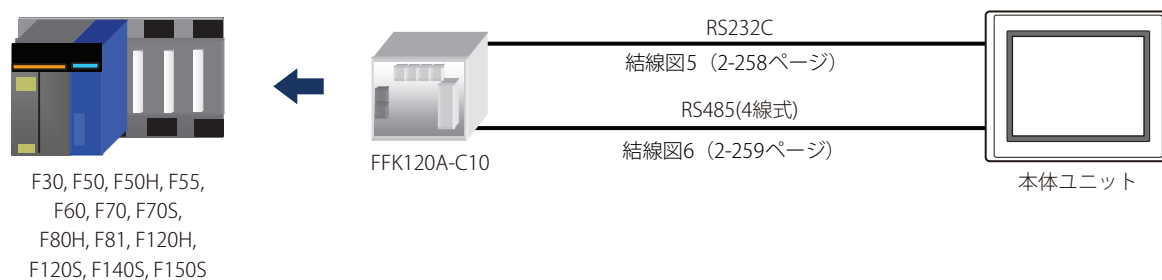 RS232C
結線図5（2-258ページ）
RS485(4線式)
結線図6（2-259ページ）
FFK120A-C10
本体ユニット
F30, F50, F50H, F55,
F60, F70, F70S,
F80H, F81, F120H,
F120S, F140S, F150S